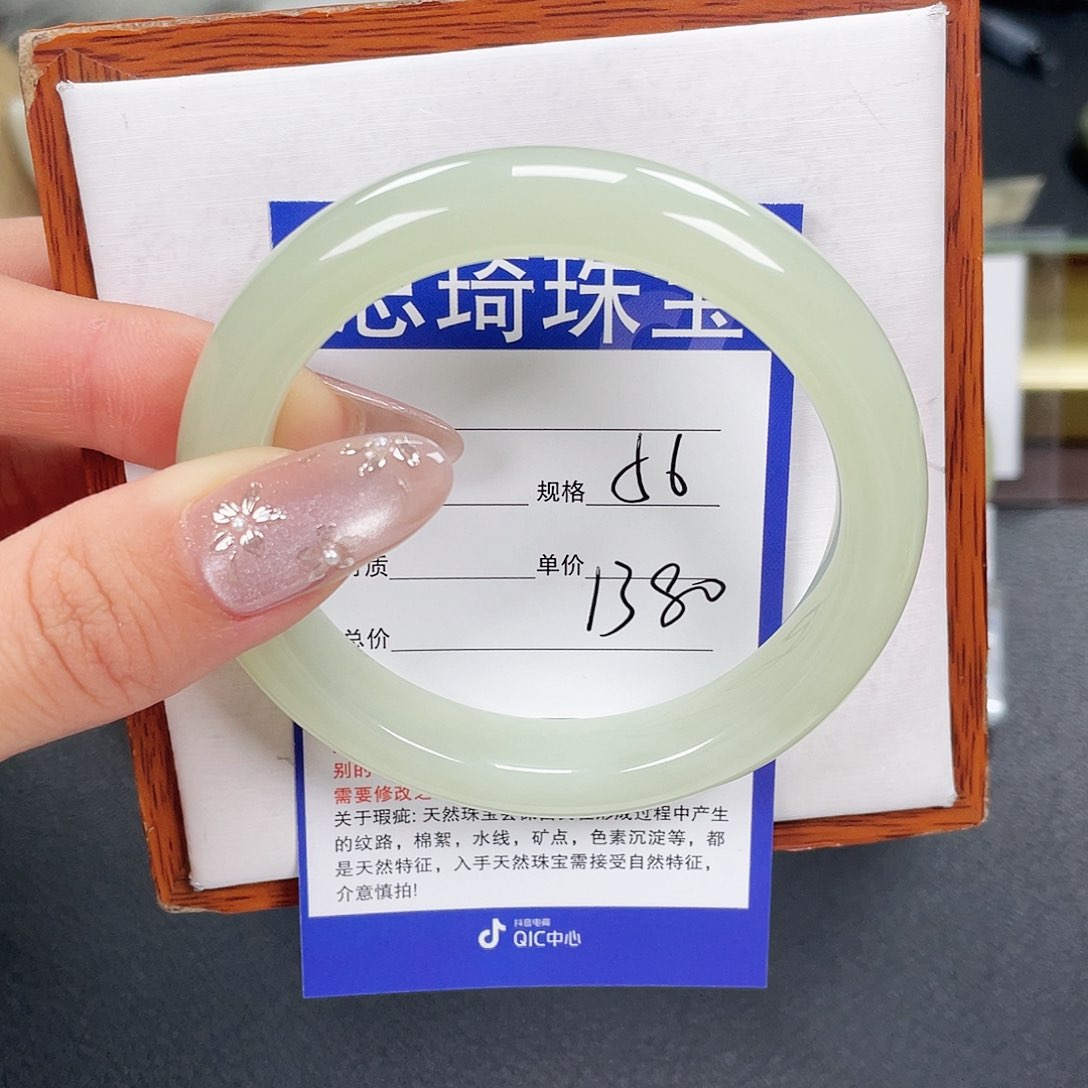 琦珠宝
规格 56
质 单价 1380
总价
别的
需要修改之
关于瑕疵: 天然珠宝会保 形成过程中产生
的纹路，棉絮，水线，矿点，色素沉淀等，都
是天然特征，入手天然珠宝需接受自然特征，
介意慎拍!
抖音电商
QIC中心